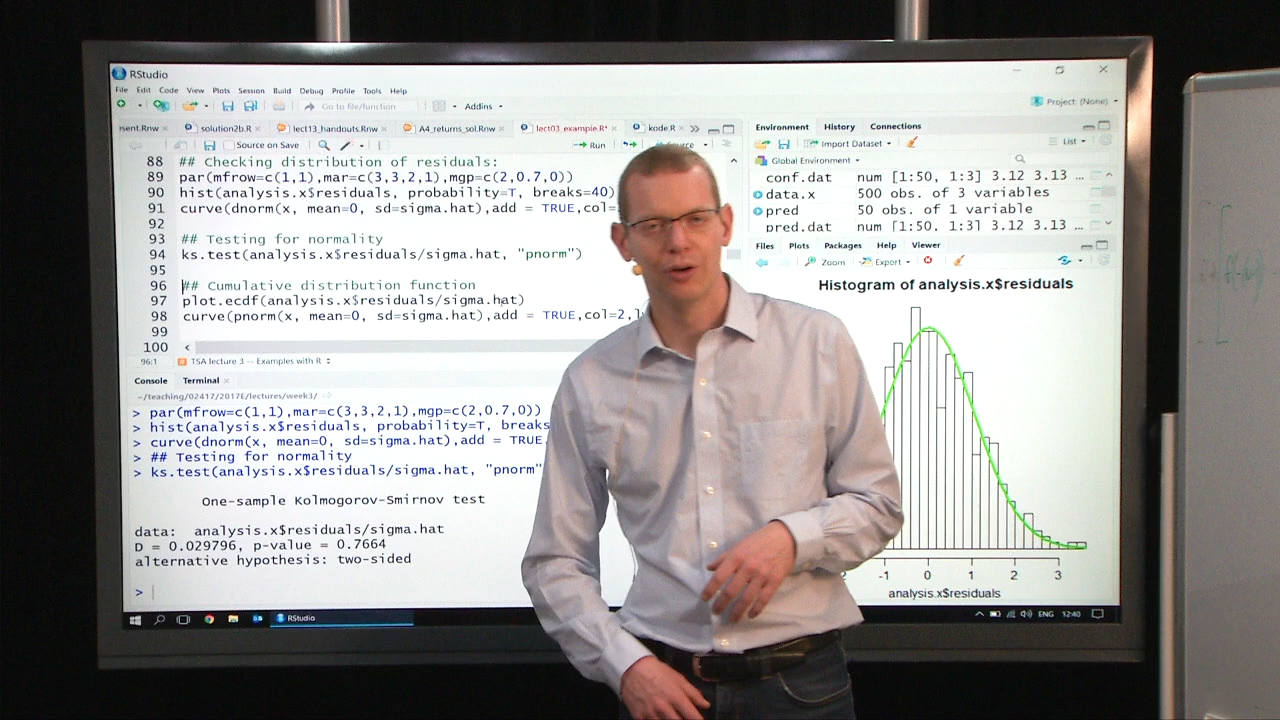 RStudio
File Edit Code View Plots Session Build Debug Profile Tools Help
Go to file/function Addins Project: (None)
sent.Rnw solution2b.R lect13_handouts.Rnw A4_returns_sol.Rnw lect03_example.R* kode.R
Source on Save Run Source
88 ## Checking distribution of residuals:
89 par(mfrow=c(1,1),mar=c(3,3,2,1),mgp=c(2,0.7,0))
90 hist(analysis.x$residuals, probability=T, breaks=40)
91 curve(dnorm(x, mean=0, sd=sigma.hat),add = TRUE,col=
92
93 ## Testing for normality
94 ks.test(analysis.x$residuals/sigma.hat, "pnorm")
95
96 ## Cumulative distribution function
97 plot.ecdf(analysis.x$residuals/sigma.hat)
98 curve(pnorm(x, mean=0, sd=sigma.hat),add = TRUE,col=2,l
99
100
96:1 TSA lecture 3 -- Examples with R
Console Terminal
~/teaching/02417/2017E/lectures/week3/
> par(mfrow=c(1,1),mar=c(3,3,2,1),mgp=c(2,0.7,0))
> hist(analysis.x$residuals, probability=T, breaks
> curve(dnorm(x, mean=0, sd=sigma.hat),add = TRUE
> ## Testing for normality
> ks.test(analysis.x$residuals/sigma.hat, "pnorm"
One-sample Kolmogorov-Smirnov test
data: analysis.x$residuals/sigma.hat
D = 0.029796, p-value = 0.7664
alternative hypothesis: two-sided
>
Environment History Connections
Import Dataset List
Global Environment
conf.dat num [1:50, 1:3] 3.12 3.13 ...
data.x 500 obs. of 3 variables
pred 50 obs. of 1 variable
pred.dat num [1:50, 1:3] 3.12 3.13 ...
Files Plots Packages Help Viewer
Zoom Export
Histogram of analysis.x$residuals
-1 0 1 2 3
analysis.x$residuals
RStudio
ENG 12:40